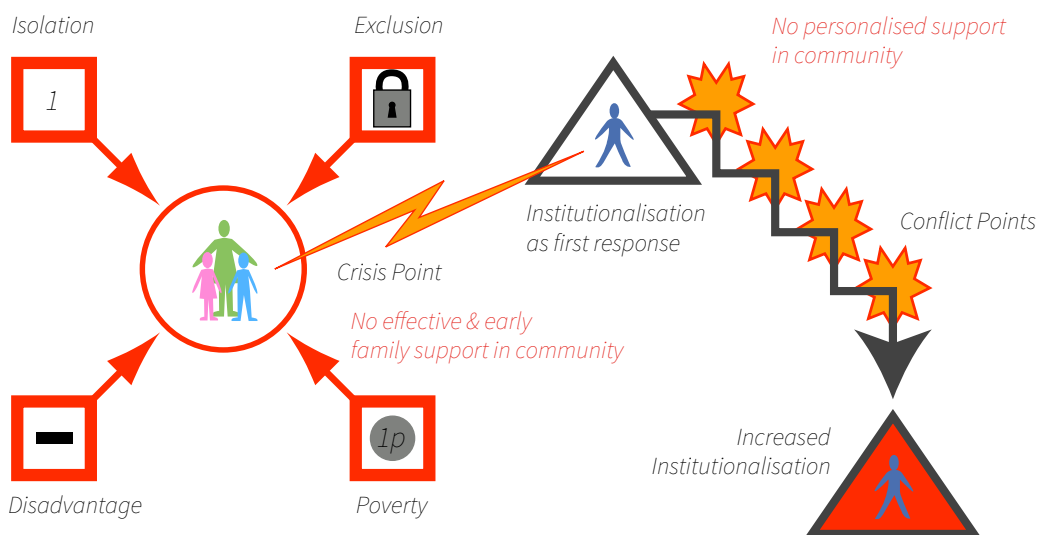 Isolation
Exclusion
1
No personalised support
in community
Institutionalisation
as first response
Conflict Points
Crisis Point
No effective & early
family support in community
1p
Disadvantage
Poverty
Increased
Institutionalisation